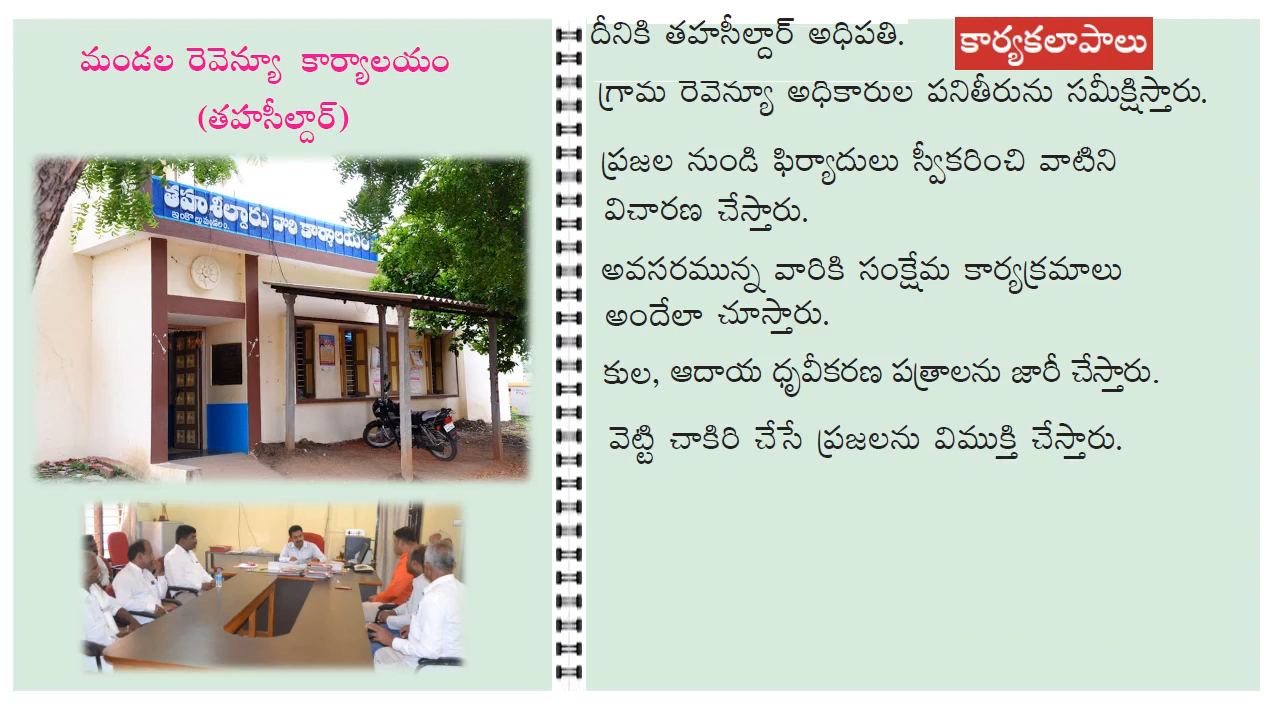 మండల రెవెన్యూ కార్యాలయం
(తహసీల్దార్)
తహశీల్దారు వారి కార్యాలయం
ఇంకొల్లు మండలం.
దీనికి తహసీల్దార్ అధిపతి.
కార్యకలాపాలు
గ్రామ రెవెన్యూ అధికారుల పనితీరును సమీక్షిస్తారు.
ప్రజల నుండి ఫిర్యాదులు స్వీకరించి వాటిని
విచారణ చేస్తారు.
అవసరమున్న వారికి సంక్షేమ కార్యక్రమాలు
అందేలా చూస్తారు.
కుల, ఆదాయ ధృవీకరణ పత్రాలను జారీ చేస్తారు.
వెట్టి చాకిరి చేసే ప్రజలను విముక్తి చేస్తారు.